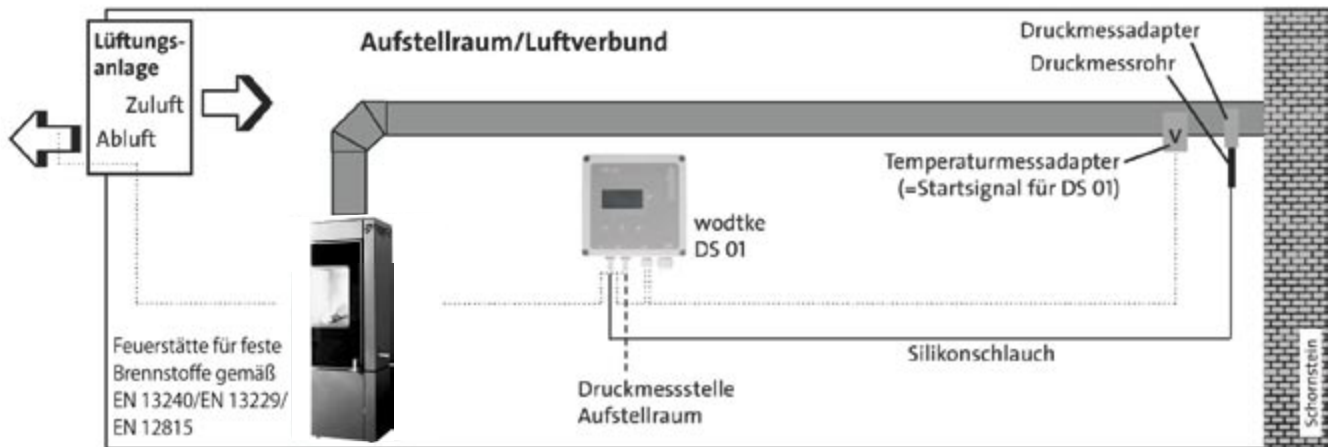 Lüftungs-
anlage
Zuluft
Abluft
Aufstellraum/Luftverbund
Druckmessadapter
Druckmessrohr
V
Temperaturmessadapter
(=Startsignal für DS 01)
wodtke
DS 01
Feuerstätte für feste
Brennstoffe gemäß
EN 13240/EN 13229/
EN 12815
Silikonschlauch
Druckmessstelle
Aufstellraum
Schornstein